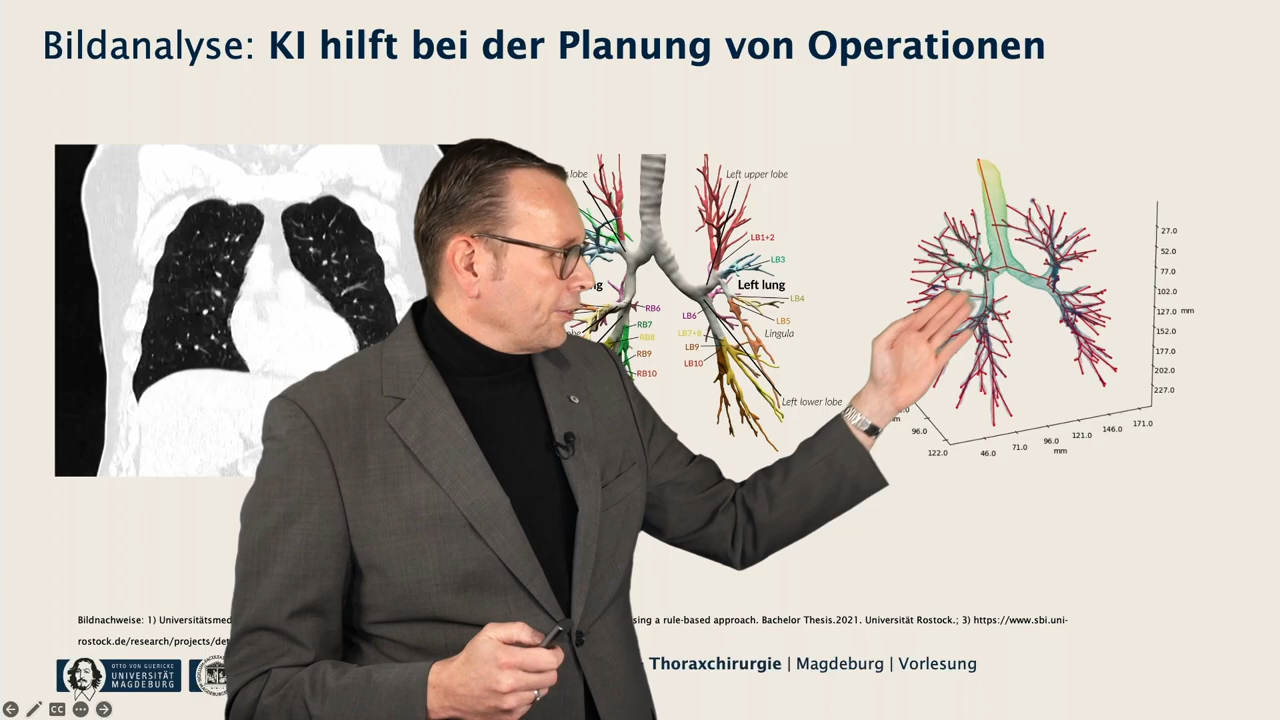 Bildanalyse: KI hilft bei der Planung von Operationen
lobe
Left upper lobe
LB1+2
LB3
Left lung
LB4
RB6
LB6
LB5
RB7
LB7+8
Lingula
RB8
LB9
RB9
LB10
RB10
Left lower lobe
27.0
52.0
77.0
102.0
127.0 mm
152.0
177.0
202.0
227.0
mm
96.0
122.0
46.0
71.0
96.0
121.0
146.0
171.0
mm
Bildnachweise: 1) using a rule-based approach. Bachelor Thesis.2021. Universität Rostock.; 3) https://www.sbi.uni-
rostock.de/research/projects/
OTTO VON GUERICKE
UNIVERSITÄT
MAGDEBURG
Thoraxchirurgie | Magdeburg | Vorlesung
CC